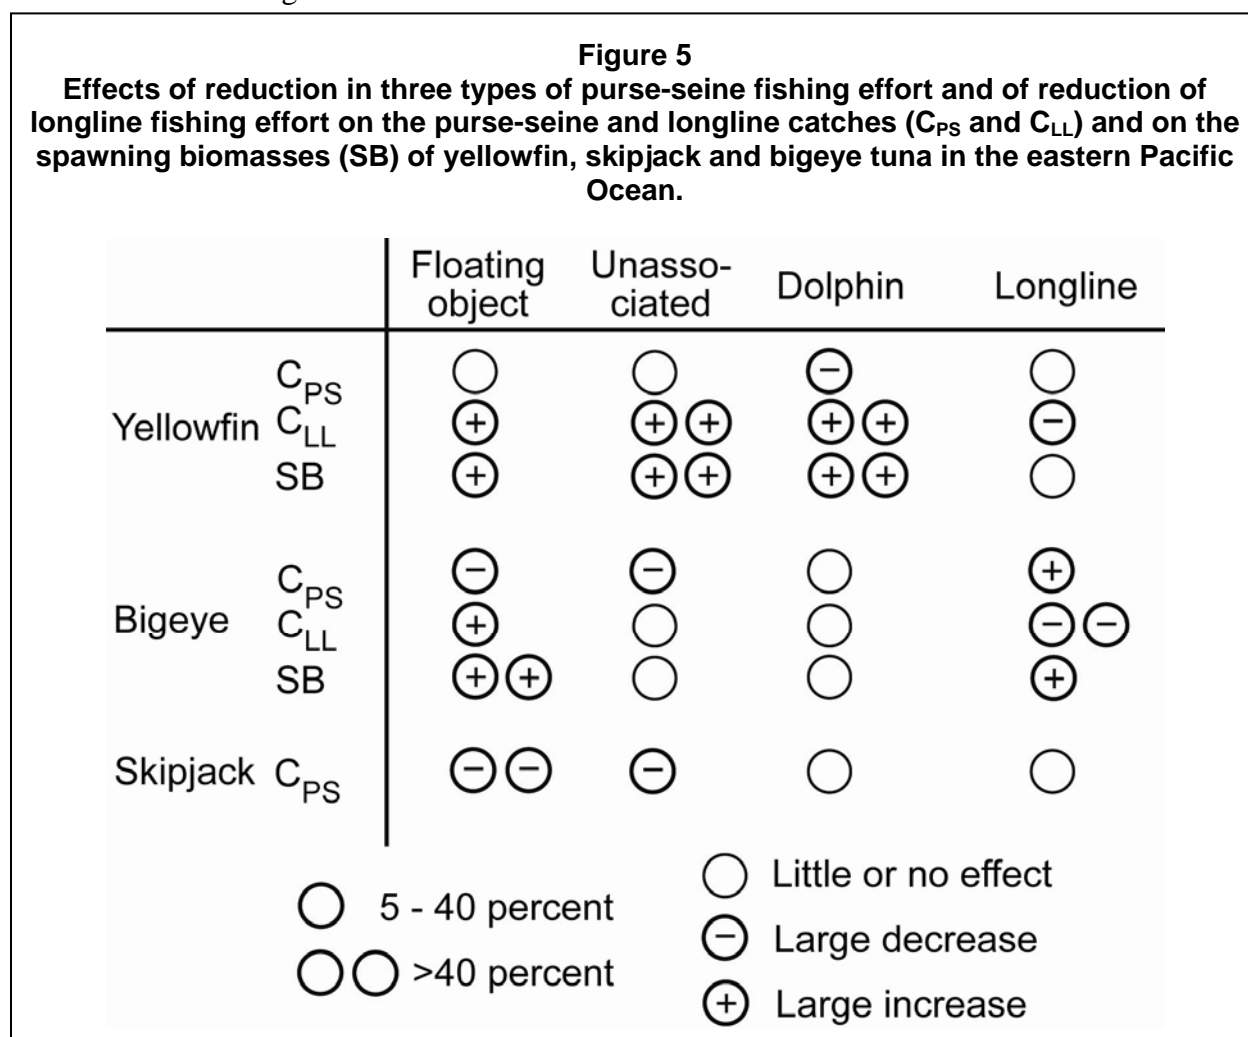 Figure 5
Effects of reduction in three types of purse-seine fishing effort and of reduction of
longline fishing effort on the purse-seine and longline catches (CPS and CLL) and on the
spawning biomasses (SB) of yellowfin, skipjack and bigeye tuna in the eastern Pacific
Ocean.
Floating object Unasso-ciated Dolphin Longline
Yellowfin CPS ○ ○ ⊖ ○
CLL ⊕ ⊕⊕ ⊕⊕ ⊖
SB ⊕ ⊕⊕ ⊕⊕ ○
Bigeye CPS ⊖ ⊖ ○ ⊕
CLL ⊕ ○ ○ ⊖⊖
SB ⊕⊕ ○ ○ ⊕
Skipjack CPS ⊖⊖ ⊖ ○ ○
○ 5 - 40 percent
○○ >40 percent
○ Little or no effect
⊖ Large decrease
⊕ Large increase